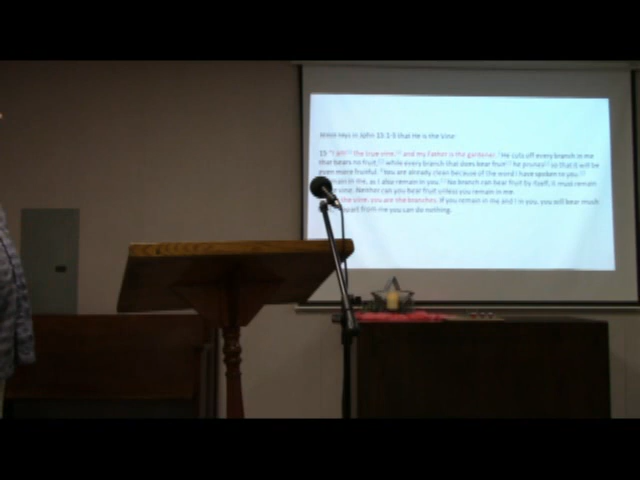 Jesus says in John 15:1-5 that He is the Vine
15 "I am the true vine, and my Father is the gardener. He cuts off every branch in me
that bears no fruit, while every branch that does bear fruit he prunes so that it will be
even more fruitful. You are already clean because of the word I have spoken to you.
Remain in me, as I also remain in you. No branch can bear fruit by itself; it must remain
vine. Neither can you bear fruit unless you remain in me.
the vine; you are the branches. If you remain in me and I in you, you will bear much
apart from me you can do nothing.